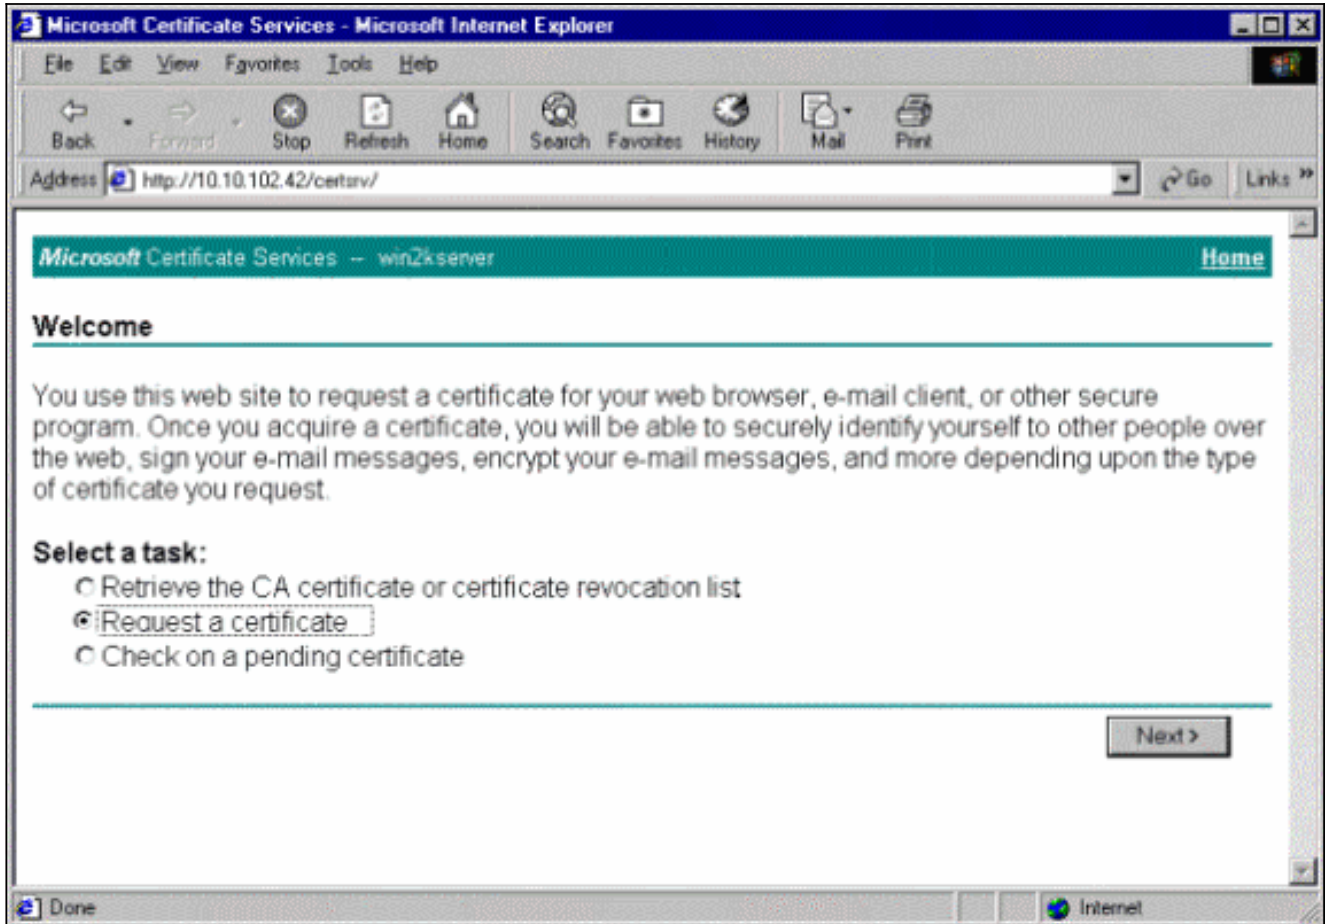 Microsoft Certificate Services - Microsoft Internet Explorer
File Edit View Favorites Tools Help
Back Forward Stop Refresh Home Search Favorites History Mail Print
Address http://10.10.102.42/certsrv/ Go Links »
Microsoft Certificate Services -- win2kserver Home
Welcome
You use this web site to request a certificate for your web browser, e-mail client, or other secure
program. Once you acquire a certificate, you will be able to securely identify yourself to other people over
the web, sign your e-mail messages, encrypt your e-mail messages, and more depending upon the type
of certificate you request.
Select a task:
Retrieve the CA certificate or certificate revocation list
Request a certificate
Check on a pending certificate
Next >
Done Internet